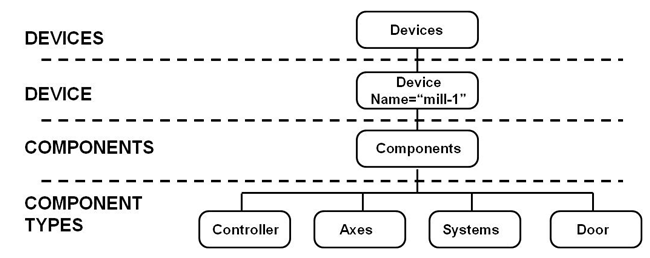 DEVICES
Devices
DEVICE
Device
Name=“mill-1”
COMPONENTS
Components
COMPONENT
TYPES
Controller
Axes
Systems
Door